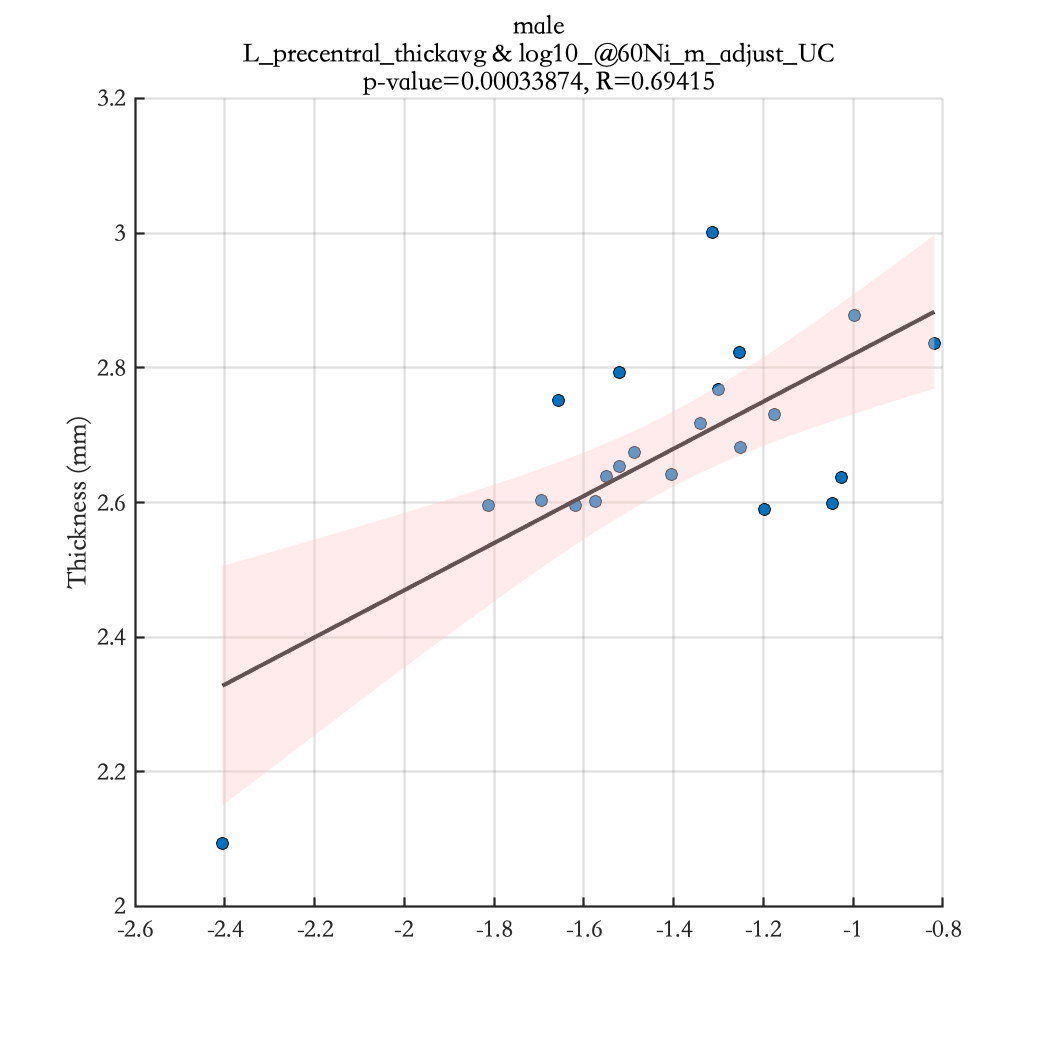 male
L_precentral_thickavg & log10_@60Ni_m_adjust_UC
p-value=0.00033874, R=0.69415
3.2
3
2.8
2.6
2.4
2.2
2
Thickness (mm)
-2.6 -2.4 -2.2 -2 -1.8 -1.6 -1.4 -1.2 -1 -0.8